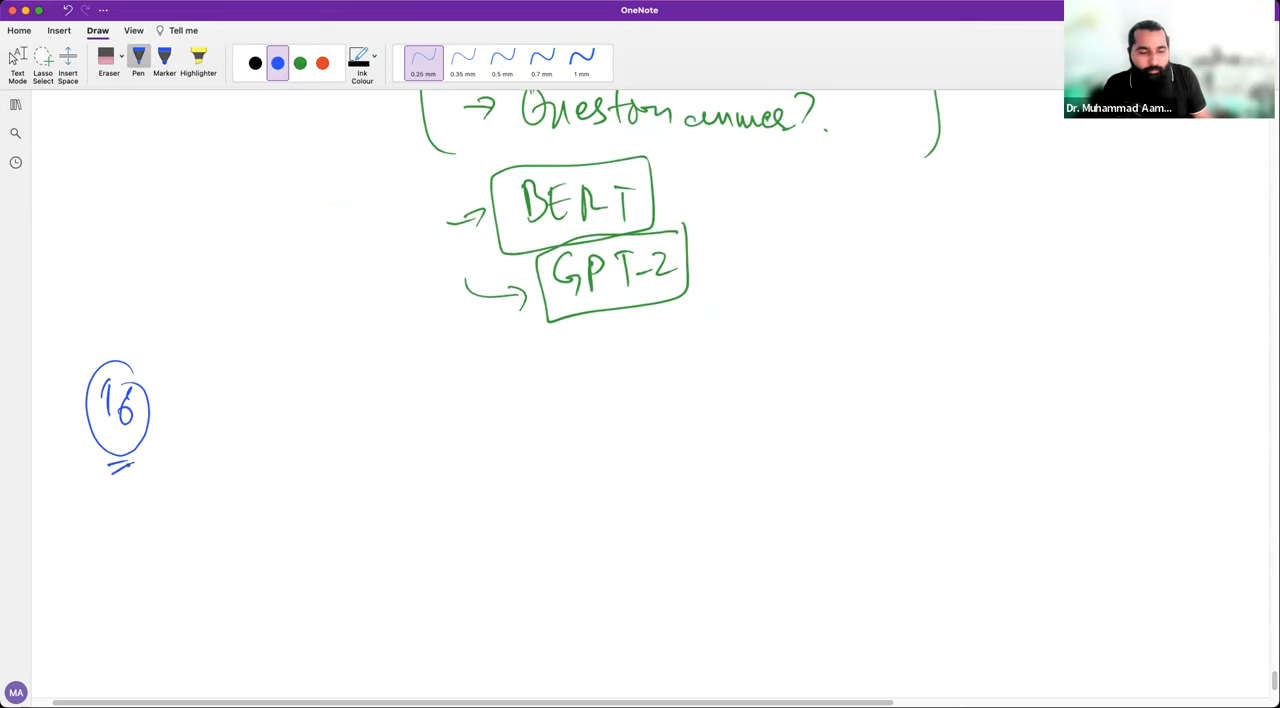 OneNote
Home Insert Draw View Tell me
Text Mode
Lasso Select
Insert Space
Eraser
Pen
Marker
Highlighter
Ink Colour
0.25 mm
0.35 mm
0.5 mm
0.7 mm
1 mm
Dr. Muhammad Aam...
→ Question answer?
→ BERT
→ GPT-2
16
MA